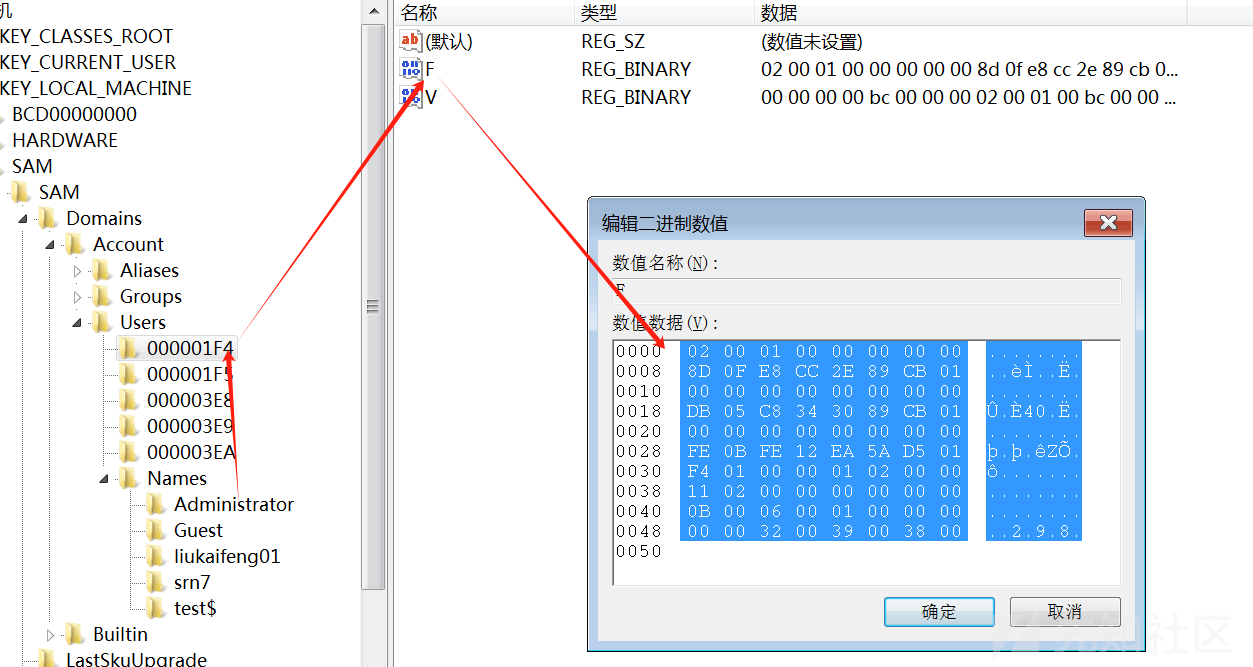 机
KEY_CLASSES_ROOT
KEY_CURRENT_USER
KEY_LOCAL_MACHINE
BCD00000000
HARDWARE
SAM
SAM
Domains
Account
Aliases
Groups
Users
000001F4
000001F5
000003E8
000003E9
000003EA
Names
Administrator
Guest
liukaifeng01
srn7
test$
Builtin
LastSkuUpgrade
名称 类型 数据
ab (默认) REG_SZ (数值未设置)
F REG_BINARY 02 00 01 00 00 00 00 00 8d 0f e8 cc 2e 89 cb 0...
V REG_BINARY 00 00 00 00 bc 00 00 00 02 00 01 00 bc 00 00 ...
编辑二进制数值
数值名称(N):
F
数值数据(V):
0000 02 00 01 00 00 00 00 00 ........
0008 8D 0F E8 CC 2E 89 CB 01 ..èÌ..Ë.
0010 00 00 00 00 00 00 00 00 ........
0018 DB 05 C8 34 30 89 CB 01 Û.È40.Ë.
0020 00 00 00 00 00 00 00 00 ........
0028 FE 0B FE 12 EA 5A D5 01 þ.þ.êZÕ.
0030 F4 01 00 00 01 02 00 00 ô.......
0038 11 02 00 00 00 00 00 00 ........
0040 0B 00 06 00 01 00 00 00 ........
0048 00 00 32 00 39 00 38 00 ..2.9.8.
0050
确定 取消
社区